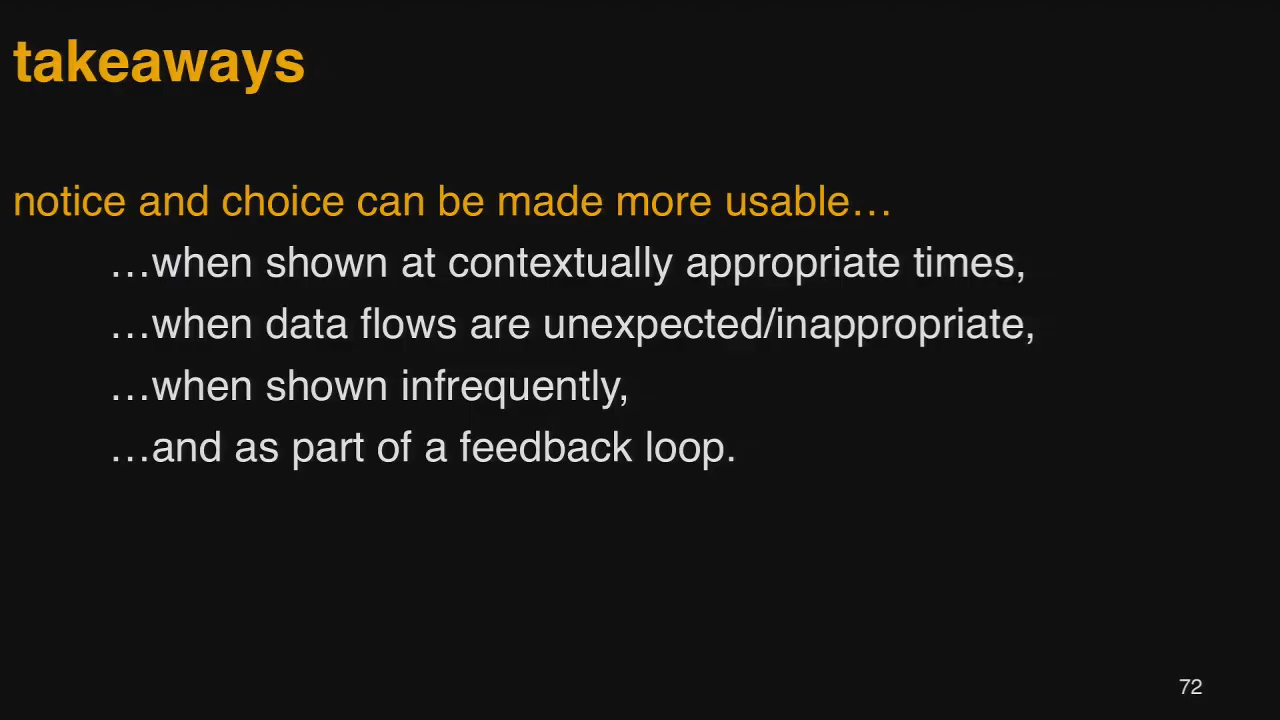 takeaways
notice and choice can be made more usable…
…when shown at contextually appropriate times,
…when data flows are unexpected/inappropriate,
…when shown infrequently,
…and as part of a feedback loop.
72